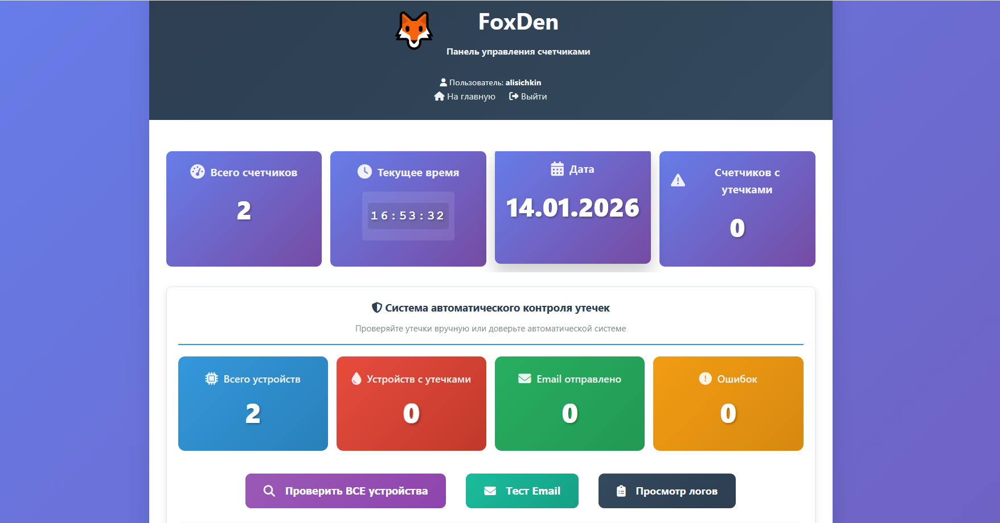 FoxDen
Панель управления счетчиками
Пользователь: alisichkin
На главную Выйти
Всего счетчиков
2
Текущее время
16:53:32
Дата
14.01.2026
Счетчиков с
утечками
0
Система автоматического контроля утечек
Проверяйте утечки вручную или доверьте автоматической системе
Всего устройств
2
Устройств с утечками
0
Email отправлено
0
Ошибок
0
Проверить ВСЕ устройства
Тест Email
Просмотр логов